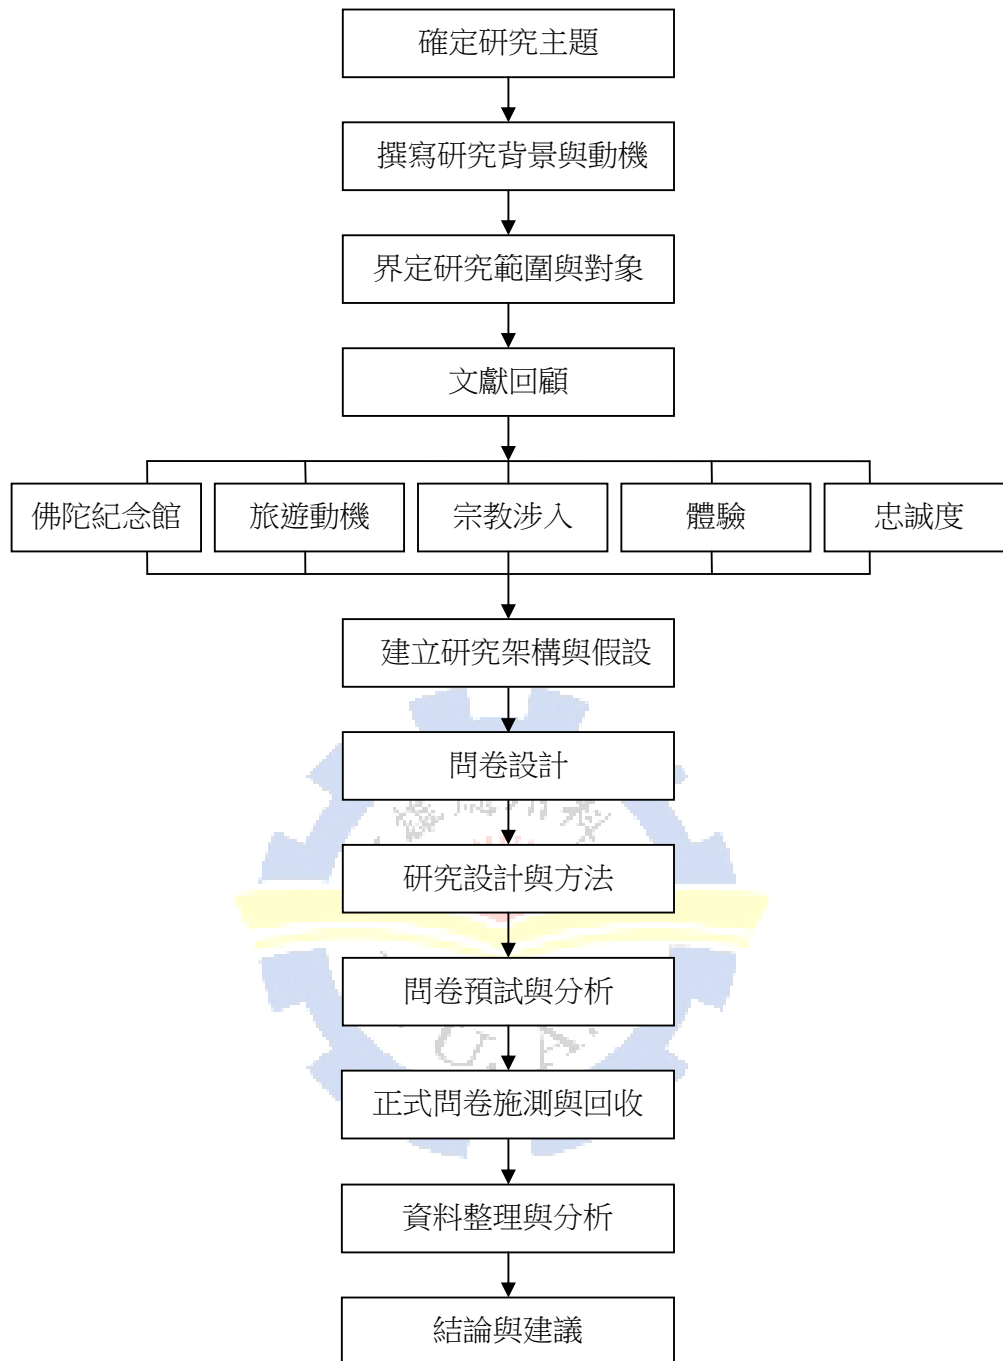 確定研究主題
撰寫研究背景與動機
界定研究範圍與對象
文獻回顧
佛陀紀念館
旅遊動機
宗教涉入
體驗
忠誠度
建立研究架構與假設
問卷設計
研究設計與方法
問卷預試與分析
正式問卷施測與回收
資料整理與分析
結論與建議